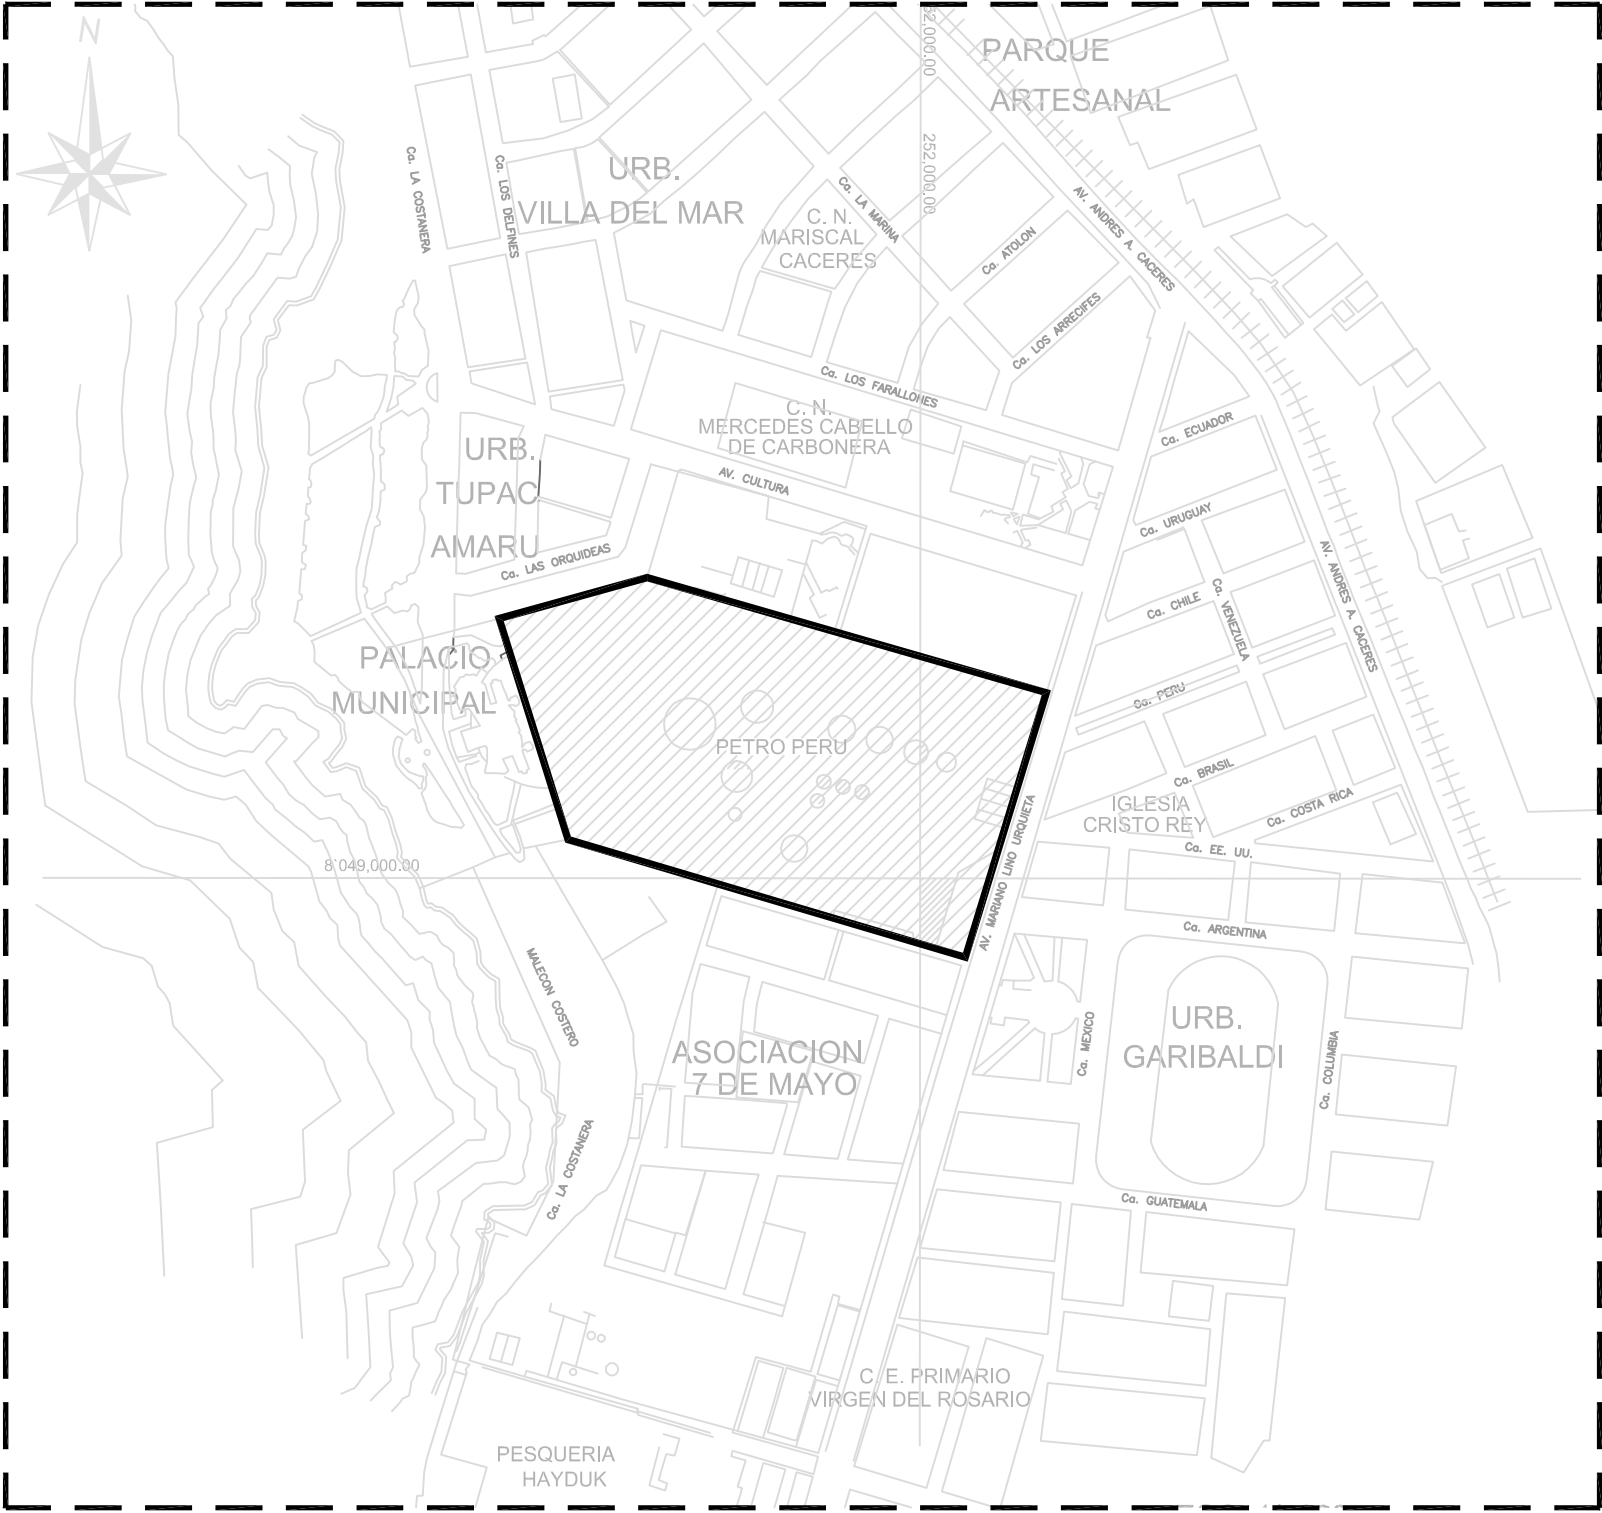 N
52,000.00
PARQUE
ARTESANAL
252,000.00
Ca. LA COSTANERA
Ca. LOS DELFINES
URB.
VILLA DEL MAR
Ca. LA MARINA
C. N.
MARISCAL
CACERES
Ca. ATOLON
AV. ANDRES A. CACERES
Ca. LOS ARRECIFES
Ca. LOS FARALLONES
C. N.
MERCEDES CABELLO
DE CARBONERA
Ca. ECUADOR
URB.
TUPAC
AMARU
AV. CULTURA
Ca. URUGUAY
Ca. LAS ORQUIDEAS
AV. ANDRES A. CACERES
Ca. CHILE
Ca. VENEZUELA
PALACIO
MUNICIPAL
Ca. PERU
PETRO PERU
Ca. BRASIL
IGLESIA
CRISTO REY
Ca. COSTA RICA
AV. MARIANO LINO URQUIETA
Ca. EE. UU.
8`049,000.00
Ca. ARGENTINA
MALECON COSTERO
URB.
GARIBALDI
Ca. MEXICO
Ca. COLUMBIA
ASOCIACION
7 DE MAYO
Ca. LA COSTANERA
Ca. GUATEMALA
C. E. PRIMARIO
VIRGEN DEL ROSARIO
PESQUERIA
HAYDUK